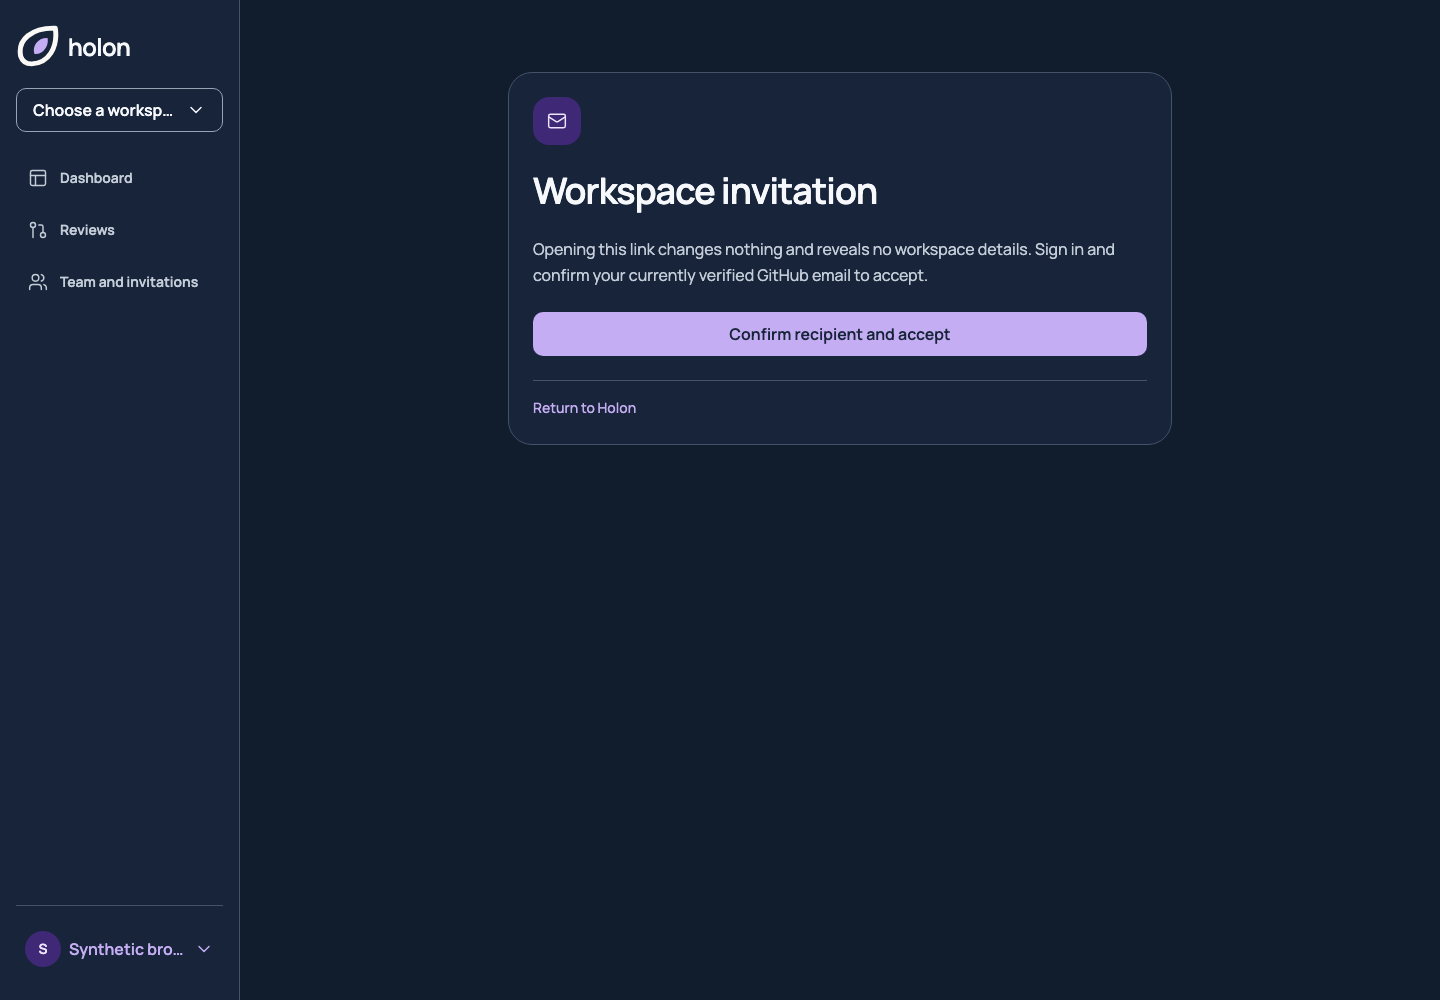 holon
Choose a worksp...
Dashboard
Reviews
Team and invitations
Workspace invitation
Opening this link changes nothing and reveals no workspace details. Sign in and
confirm your currently verified GitHub email to accept.
Confirm recipient and accept
Return to Holon
S
Synthetic bro...